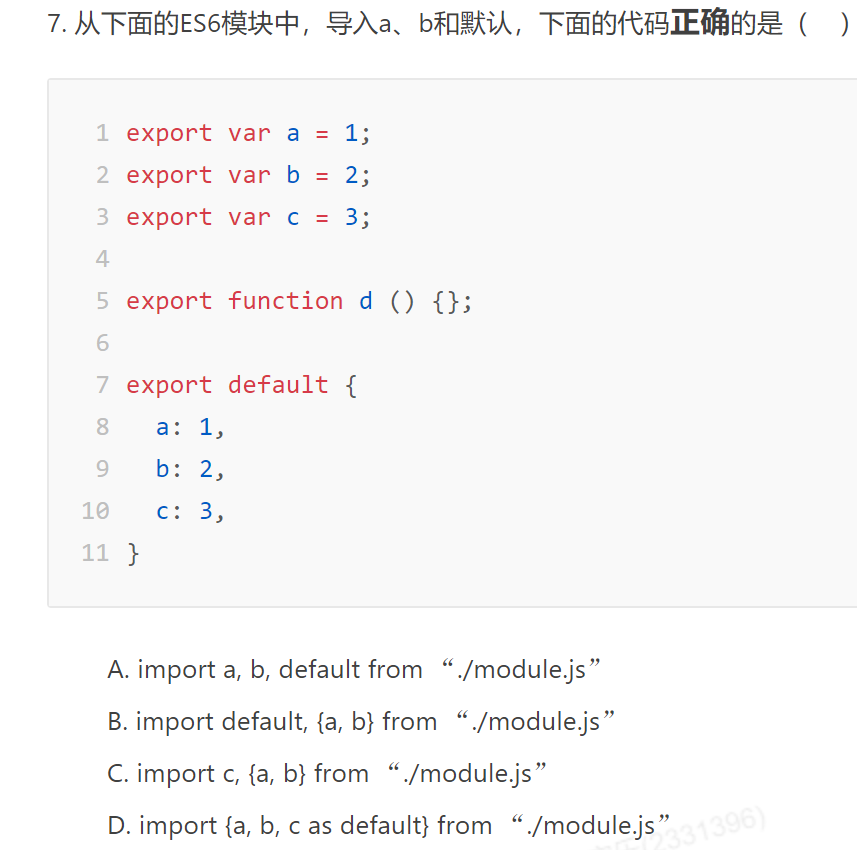 7. 从下面的ES6模块中，导入a、b和默认，下面的代码正确的是（ ）
1 export var a = 1;
2 export var b = 2;
3 export var c = 3;
4
5 export function d () {};
6
7 export default {
8 a: 1,
9 b: 2,
10 c: 3,
11 }
A. import a, b, default from “./module.js”
B. import default, {a, b} from “./module.js”
C. import c, {a, b} from “./module.js”
D. import {a, b, c as default} from “./module.js”
2331396)